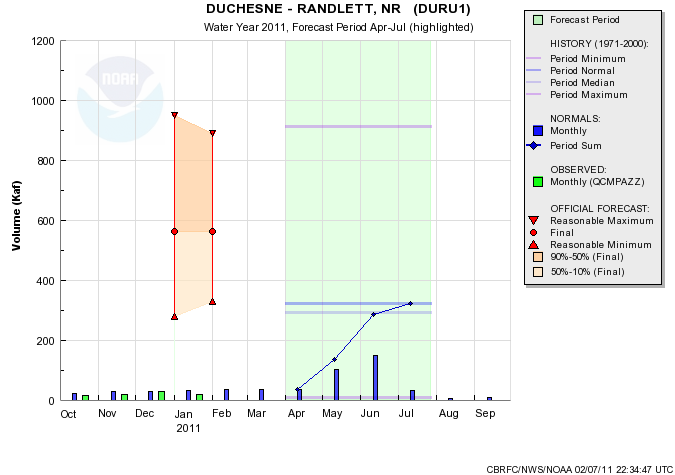 DUCHESNE - RANDLETT, NR (DURU1)
Water Year 2011, Forecast Period Apr-Jul (highlighted)
Volume (Kaf)
1200
1000
800
600
400
200
0
NOAA
Oct Nov Dec Jan Feb Mar Apr May Jun Jul Aug Sep
2011
Forecast Period
HISTORY (1971-2000):
Period Minimum
Period Normal
Period Median
Period Maximum
NORMALS:
Monthly
Period Sum
OBSERVED:
Monthly (QCMPAZZ)
OFFICIAL FORECAST:
Reasonable Maximum
Final
Reasonable Minimum
90%-50% (Final)
50%-10% (Final)
CBRFC/NWS/NOAA 02/07/11 22:34:47 UTC